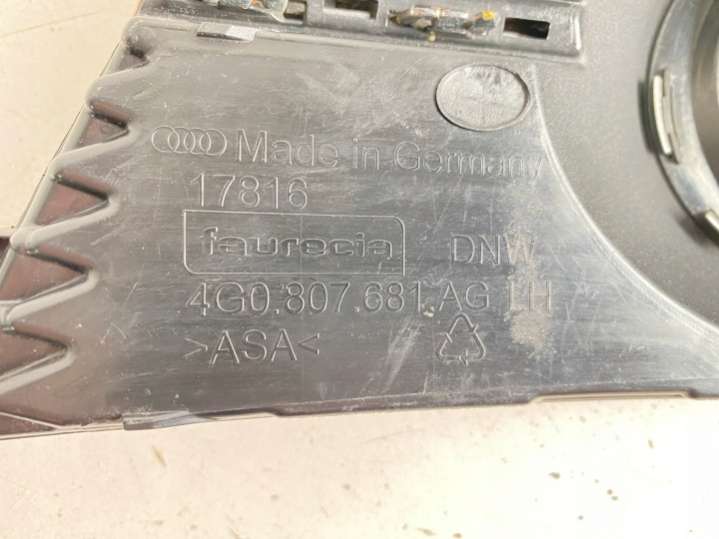 Made in Germany
17816
faurecia DNW
4G0.807.681.AG LH
>ASA<